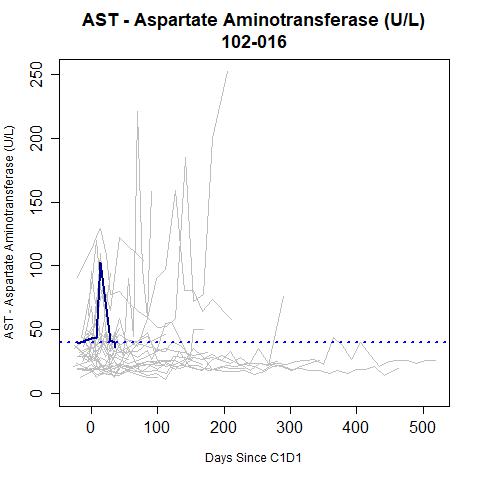 AST - Aspartate Aminotransferase (U/L)
102-016
AST - Aspartate Aminotransferase (U/L)
250
200
150
100
50
0
0 100 200 300 400 500
Days Since C1D1